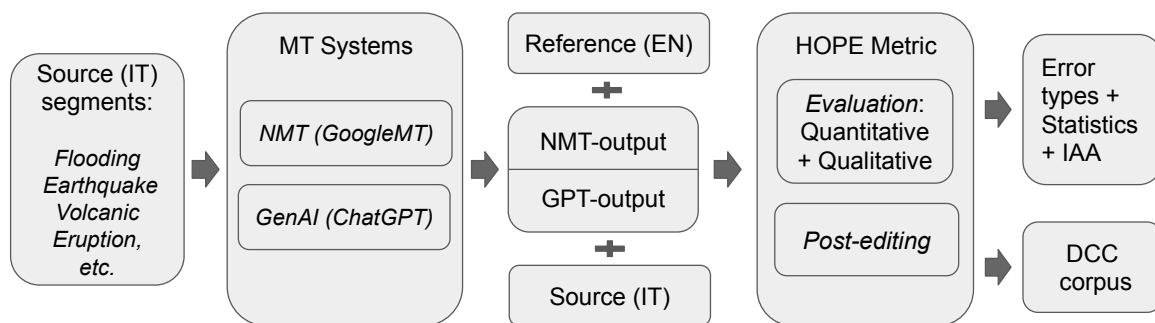 Source (IT)
segments:
Flooding
Earthquake
Volcanic
Eruption,
etc.
MT Systems
NMT (GoogleMT)
GenAI (ChatGPT)
Reference (EN)
NMT-output
GPT-output
Source (IT)
HOPE Metric
Evaluation:
Quantitative
+ Qualitative
Post-editing
Error
types +
Statistics
+ IAA
DCC
corpus